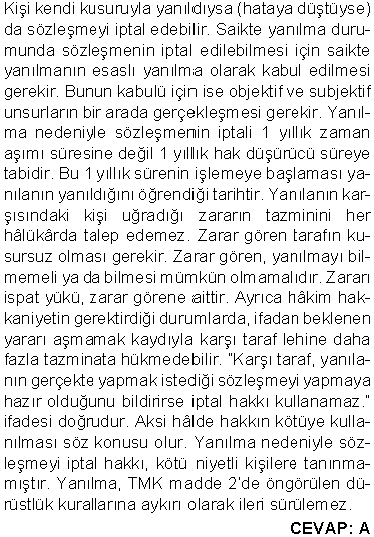 Kişi kendi kusuruyla yanıldıysa (hataya düştüyse)
da sözleşmeyi iptal edebilir. Saikte yanılma duru-
munda sözleşmenin iptal edilebilmesi için saikte
yanılmanın esaslı yanılma olarak kabul edilmesi
gerekir. Bunun kabulü için ise objektif ve subjektif
unsurların bir arada gerçekleşmesi gerekir. Yanıl-
ma nedeniyle sözleşmenin iptali 1 yıllık zaman
aşımı süresine değil 1 yıllık hak düşürücü süreye
tabidir. Bu 1 yıllık sürenin işlemeye başlaması ya-
nılanın yanıldığını öğrendiği tarihtir. Yanılanın kar-
şısındaki kişi uğradığı zararın tazminini her
hâlükârda talep edemez. Zarar gören tarafın ku-
sursuz olması gerekir. Zarar gören, yanılmayı bil-
memeli ya da bilmesi mümkün olmamalıdır. Zararı
ispat yükü, zarar görene aittir. Ayrıca hâkim hak-
kaniyetin gerektirdiği durumlarda, ifadan beklenen
yararı aşmamak kaydıyla karşı taraf lehine daha
fazla tazminata hükmedebilir. "Karşı taraf, yanıla-
nın gerçekte yapmak istediği sözleşmeyi yapmaya
hazır olduğunu bildirirse iptal hakkı kullanamaz."
ifadesi doğrudur. Aksi hâlde hakkın kötüye kulla-
nılması söz konusu olur. Yanılma nedeniyle söz-
leşmeyi iptal hakkı, kötü niyetli kişilere tanınma-
mıştır. Yanılma, TMK madde 2'de öngörülen dü-
rüstlük kurallarına aykırı olarak ileri sürülemez.
CEVAP: A